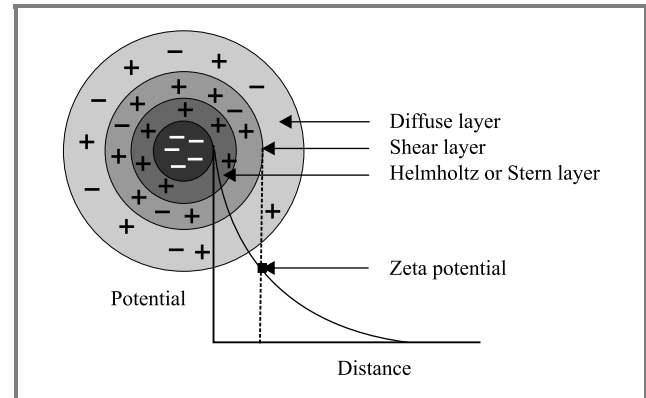 Diffuse layer
Shear layer
Helmholtz or Stern layer
Zeta potential
Potential
Distance